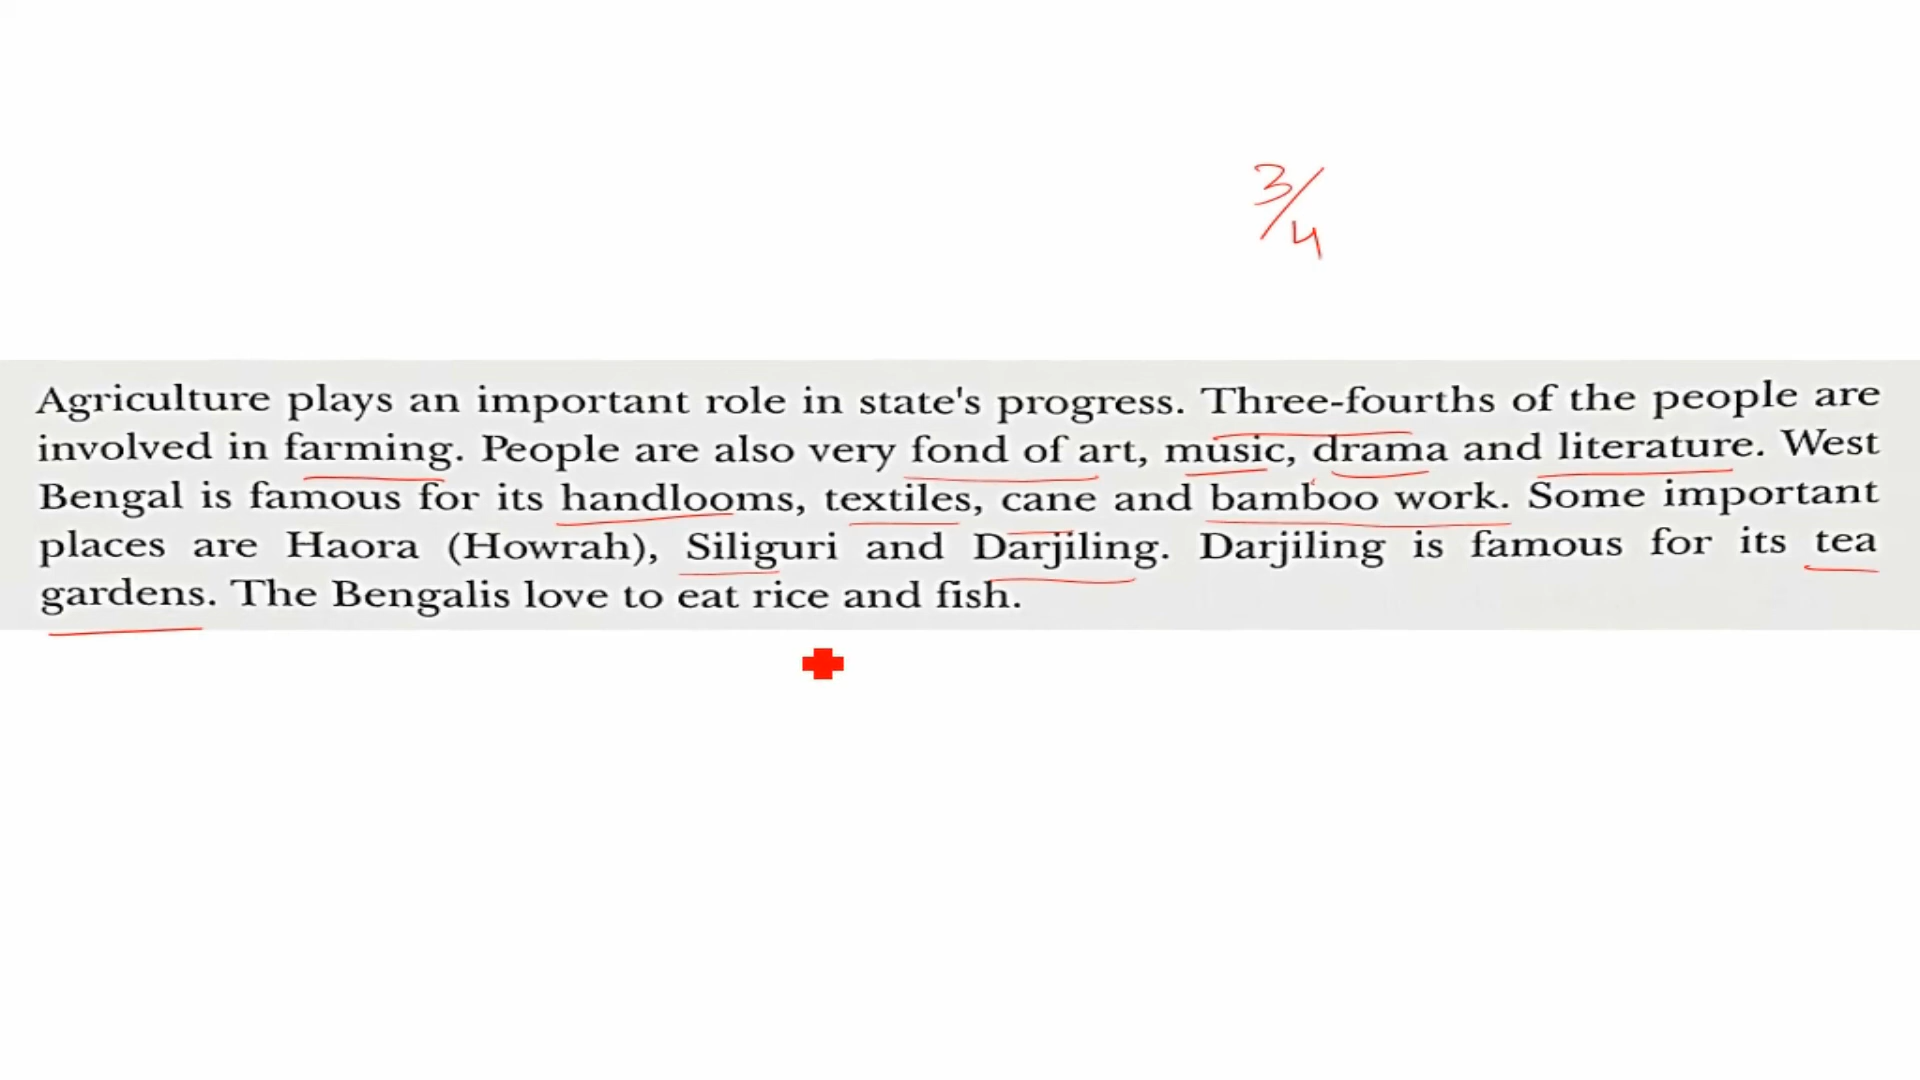 3/4
Agriculture plays an important role in state's progress. Three-fourths of the people are
involved in farming. People are also very fond of art, music, drama and literature. West
Bengal is famous for its handlooms, textiles, cane and bamboo work. Some important
places are Haora (Howrah), Siliguri and Darjiling. Darjiling is famous for its tea
gardens. The Bengalis love to eat rice and fish.